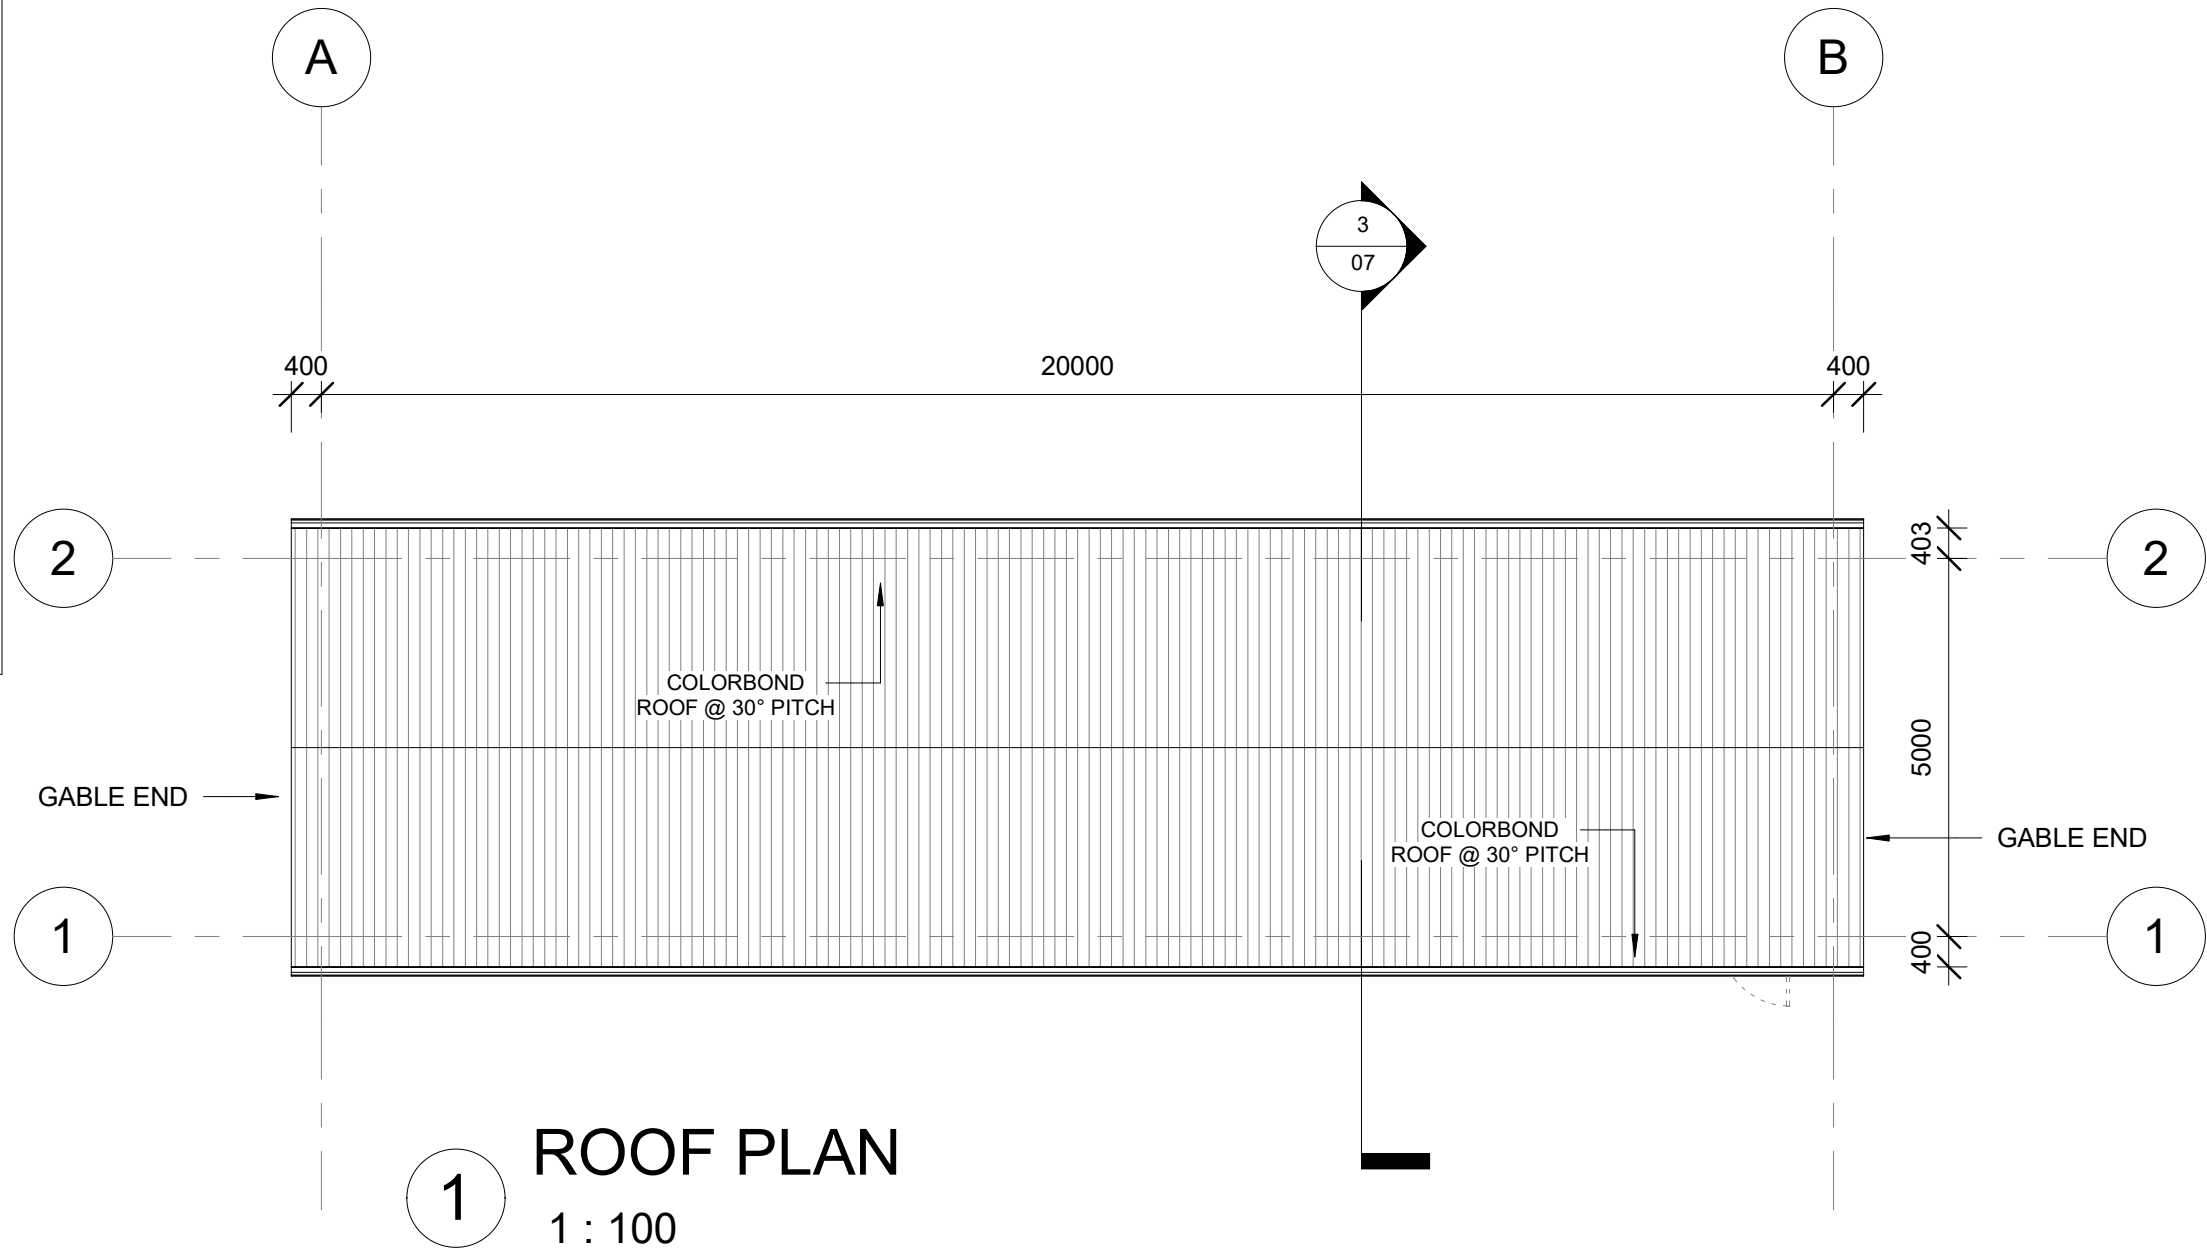 A
B
3
07
400
20000
400
2
403
2
COLORBOND
ROOF @ 30° PITCH
5000
GABLE END
COLORBOND
ROOF @ 30° PITCH
GABLE END
1
400
1
ROOF PLAN
1
1 : 100